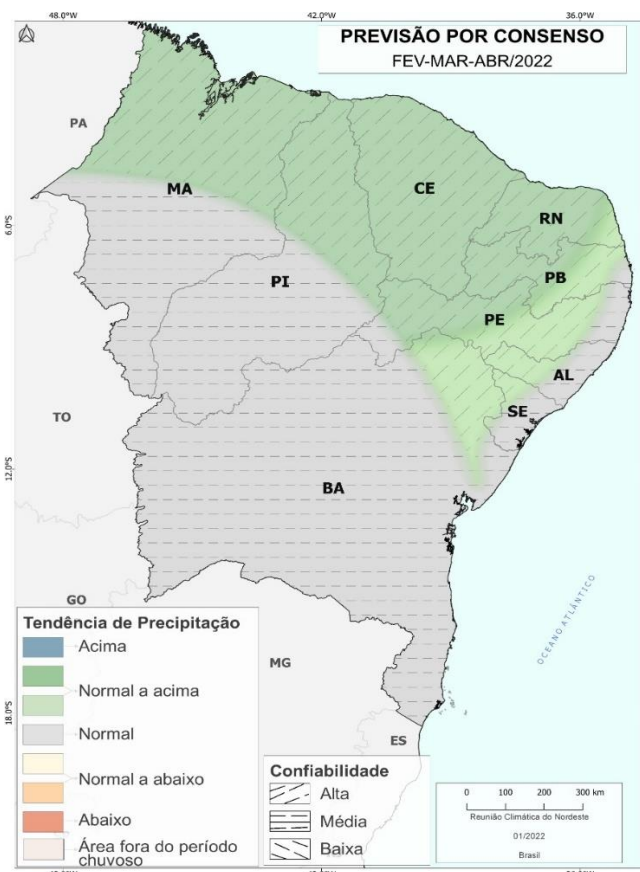 48.0°W 42.0°W 36.0°W
PREVISÃO POR CONSENSO
FEV-MAR-ABR/2022
PA
MA
CE
RN
6.0°S
PI
PB
PE
AL
TO
SE
12.0°S
BA
OCEANO ATLÂNTICO
GO
MG
18.0°S
ES
Tendência de Precipitação
Acima
Normal a acima
Normal
Normal a abaixo
Abaixo
Área fora do período
chuvoso
Confiabilidade
Alta
Média
Baixa
0 100 200 300 km
Reunião Climática do Nordeste
01/2022
Brasil